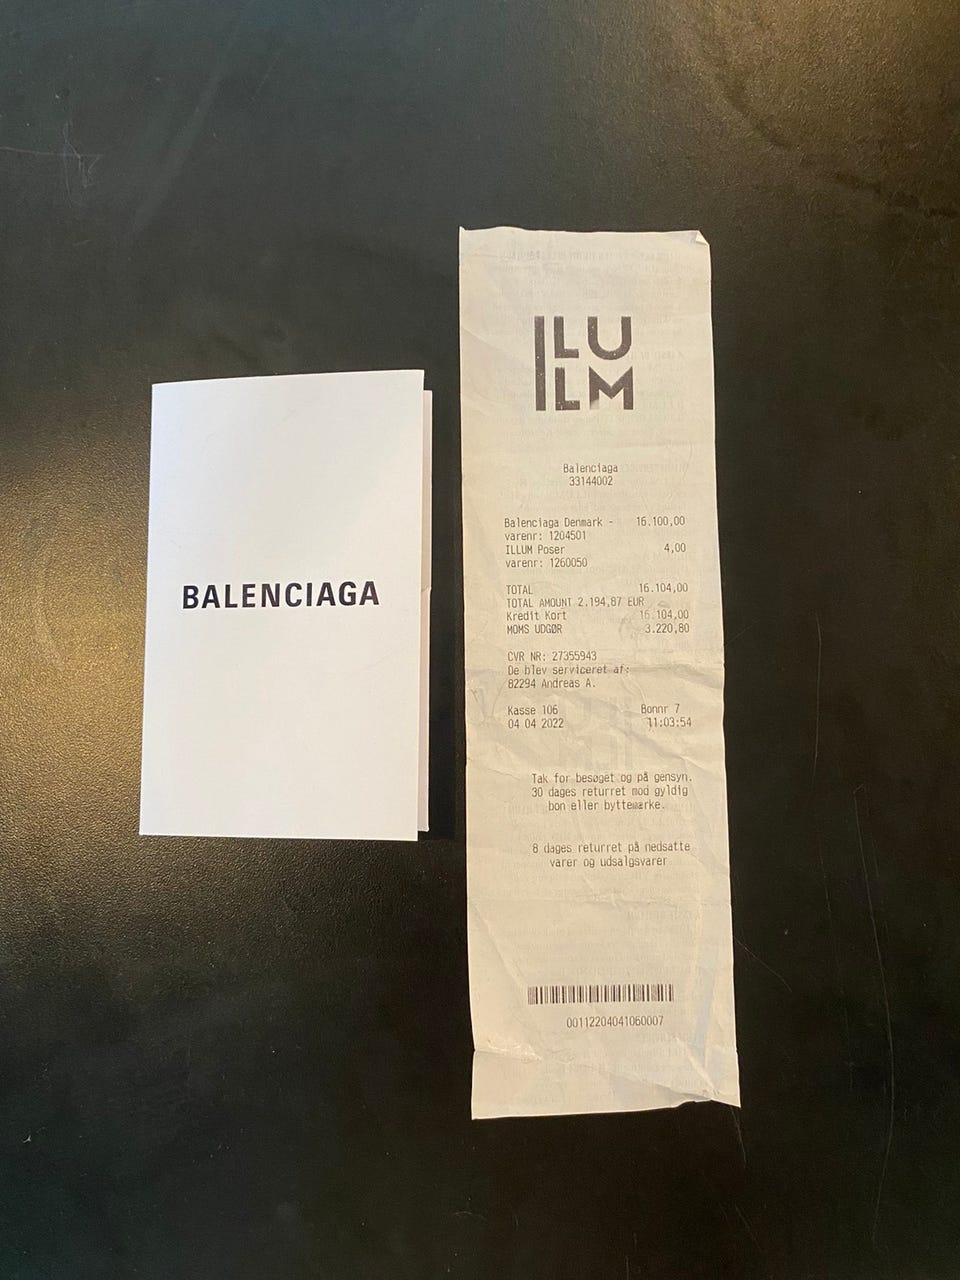 BALENCIAGA
ILU
LM
Balenciaga
33144002
Balenciaga Denmark - 16.100,00
varenr: 1204501
ILLUM Poser 4,00
varenr: 1260050
TOTAL 16.104,00
TOTAL AMOUNT 2.194,87 EUR
Kredit Kort 16.104,00
MOMS UDGØR 3.220,80
CVR NR: 27355943
De blev serviceret af:
82294 Andreas A.
Kasse 106 Bonnr 7
04 04 2022 11:03:54
Tak for besøget og på gensyn.
30 dages returret mod gyldig
bon eller byttemærke.
8 dages returret på nedsatte
varer og udsalgsvarer
00112204041060007